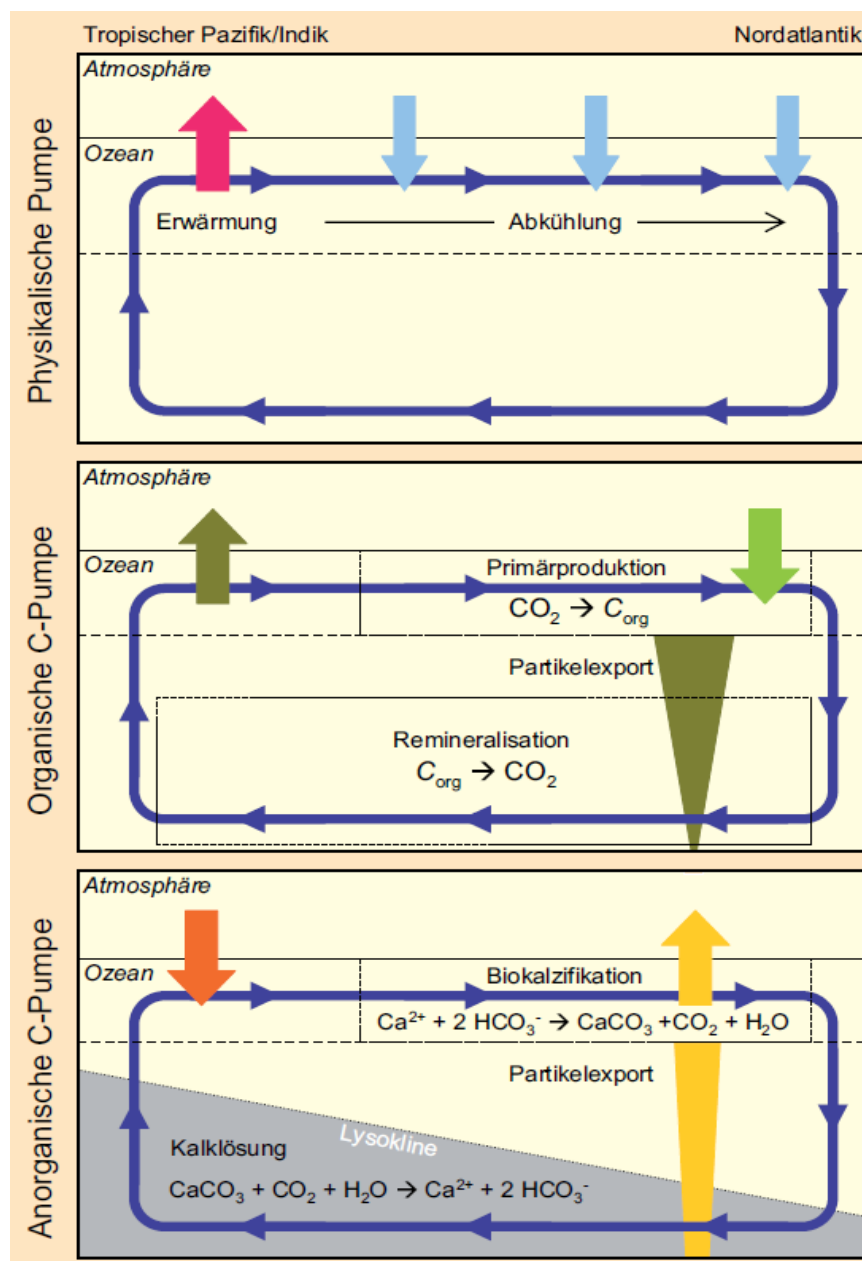 Tropischer Pazifik/Indik
Nordatlantik
Physikalische Pumpe
Atmosphäre
Ozean
Erwärmung
Abkühlung
Organische C-Pumpe
Atmosphäre
Ozean
Primärproduktion
CO₂ → Corg
Partikelexport
Remineralisation
Corg → CO₂
Anorganische C-Pumpe
Atmosphäre
Ozean
Biokalzifikation
Ca²⁺ + 2 HCO₃⁻ → CaCO₃ +CO₂ + H₂O
Partikelexport
Lysokline
Kalklösung
CaCO₃ + CO₂ + H₂O → Ca²⁺ + 2 HCO₃⁻